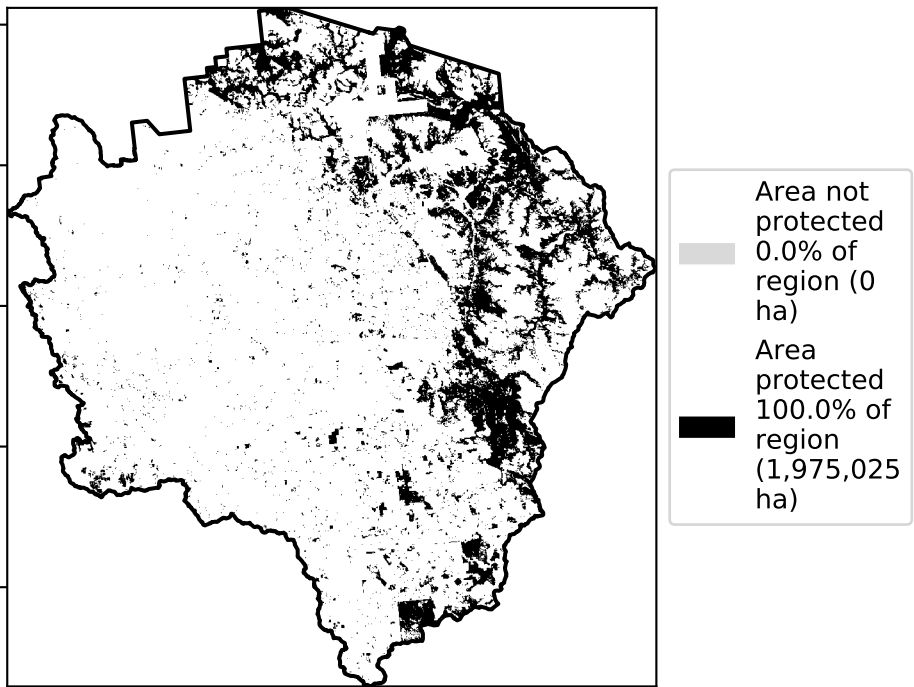 Area not
protected
0.0% of
region (0
ha)
Area
protected
100.0% of
region
(1,975,025
ha)